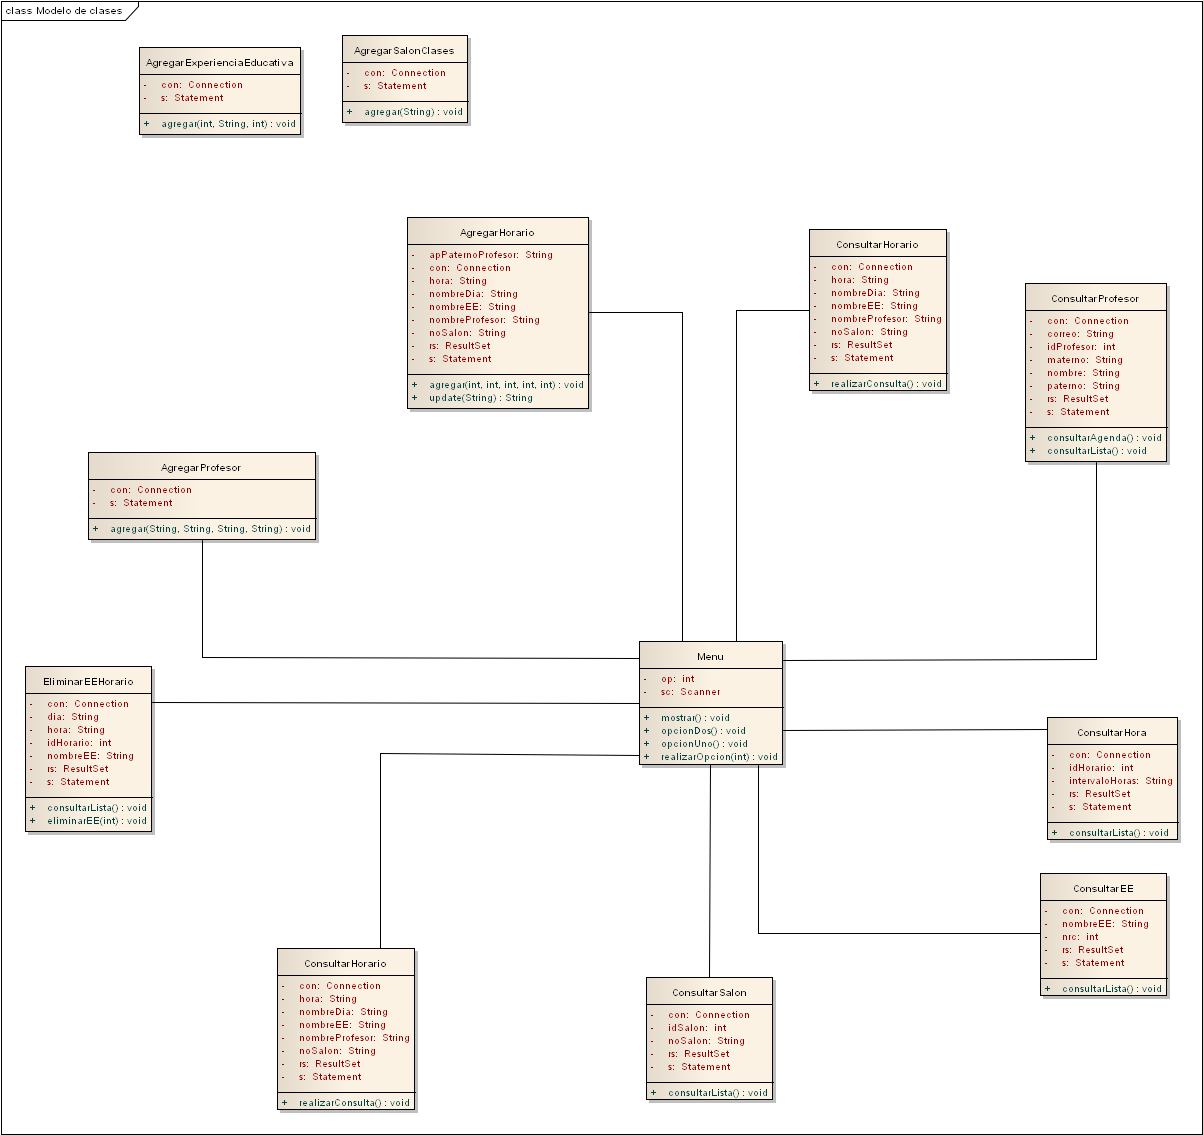 class Modelo de clases
AgregarExperienciaEducativa
- con: Connection
- s: Statement
+ agregar(int, String, int) : void
AgregarSalonClases
- con: Connection
- s: Statement
+ agregar(String) : void
AgregarHorario
- apPaternoProfesor: String
- con: Connection
- hora: String
- nombreDia: String
- nombreEE: String
- nombreProfesor: String
- noSalon: String
- rs: ResultSet
- s: Statement
+ agregar(int, int, int, int, int) : void
+ update(String) : String
ConsultarHorario
- con: Connection
- hora: String
- nombreDia: String
- nombreEE: String
- nombreProfesor: String
- noSalon: String
- rs: ResultSet
- s: Statement
+ realizarConsulta() : void
ConsultarProfesor
- con: Connection
- correo: String
- idProfesor: int
- materno: String
- nombre: String
- paterno: String
- rs: ResultSet
- s: Statement
+ consultarAgenda() : void
+ consultarLista() : void
AgregarProfesor
- con: Connection
- s: Statement
+ agregar(String, String, String, String) : void
Menu
- op: int
- sc: Scanner
+ mostrar() : void
+ opcionDos() : void
+ opcionUno() : void
+ realizarOpcion(int) : void
EliminarEEHorario
- con: Connection
- dia: String
- hora: String
- idHorario: int
- nombreEE: String
- rs: ResultSet
- s: Statement
+ consultarLista() : void
+ eliminarEE(int) : void
ConsultarHora
- con: Connection
- idHorario: int
- intervaloHoras: String
- rs: ResultSet
- s: Statement
+ consultarLista() : void
ConsultarEE
- con: Connection
- nombreEE: String
- nrc: int
- rs: ResultSet
- s: Statement
+ consultarLista() : void
ConsultarHorario
- con: Connection
- hora: String
- nombreDia: String
- nombreEE: String
- nombreProfesor: String
- noSalon: String
- rs: ResultSet
- s: Statement
+ realizarConsulta() : void
ConsultarSalon
- con: Connection
- idSalon: int
- noSalon: String
- rs: ResultSet
- s: Statement
+ consultarLista() : void